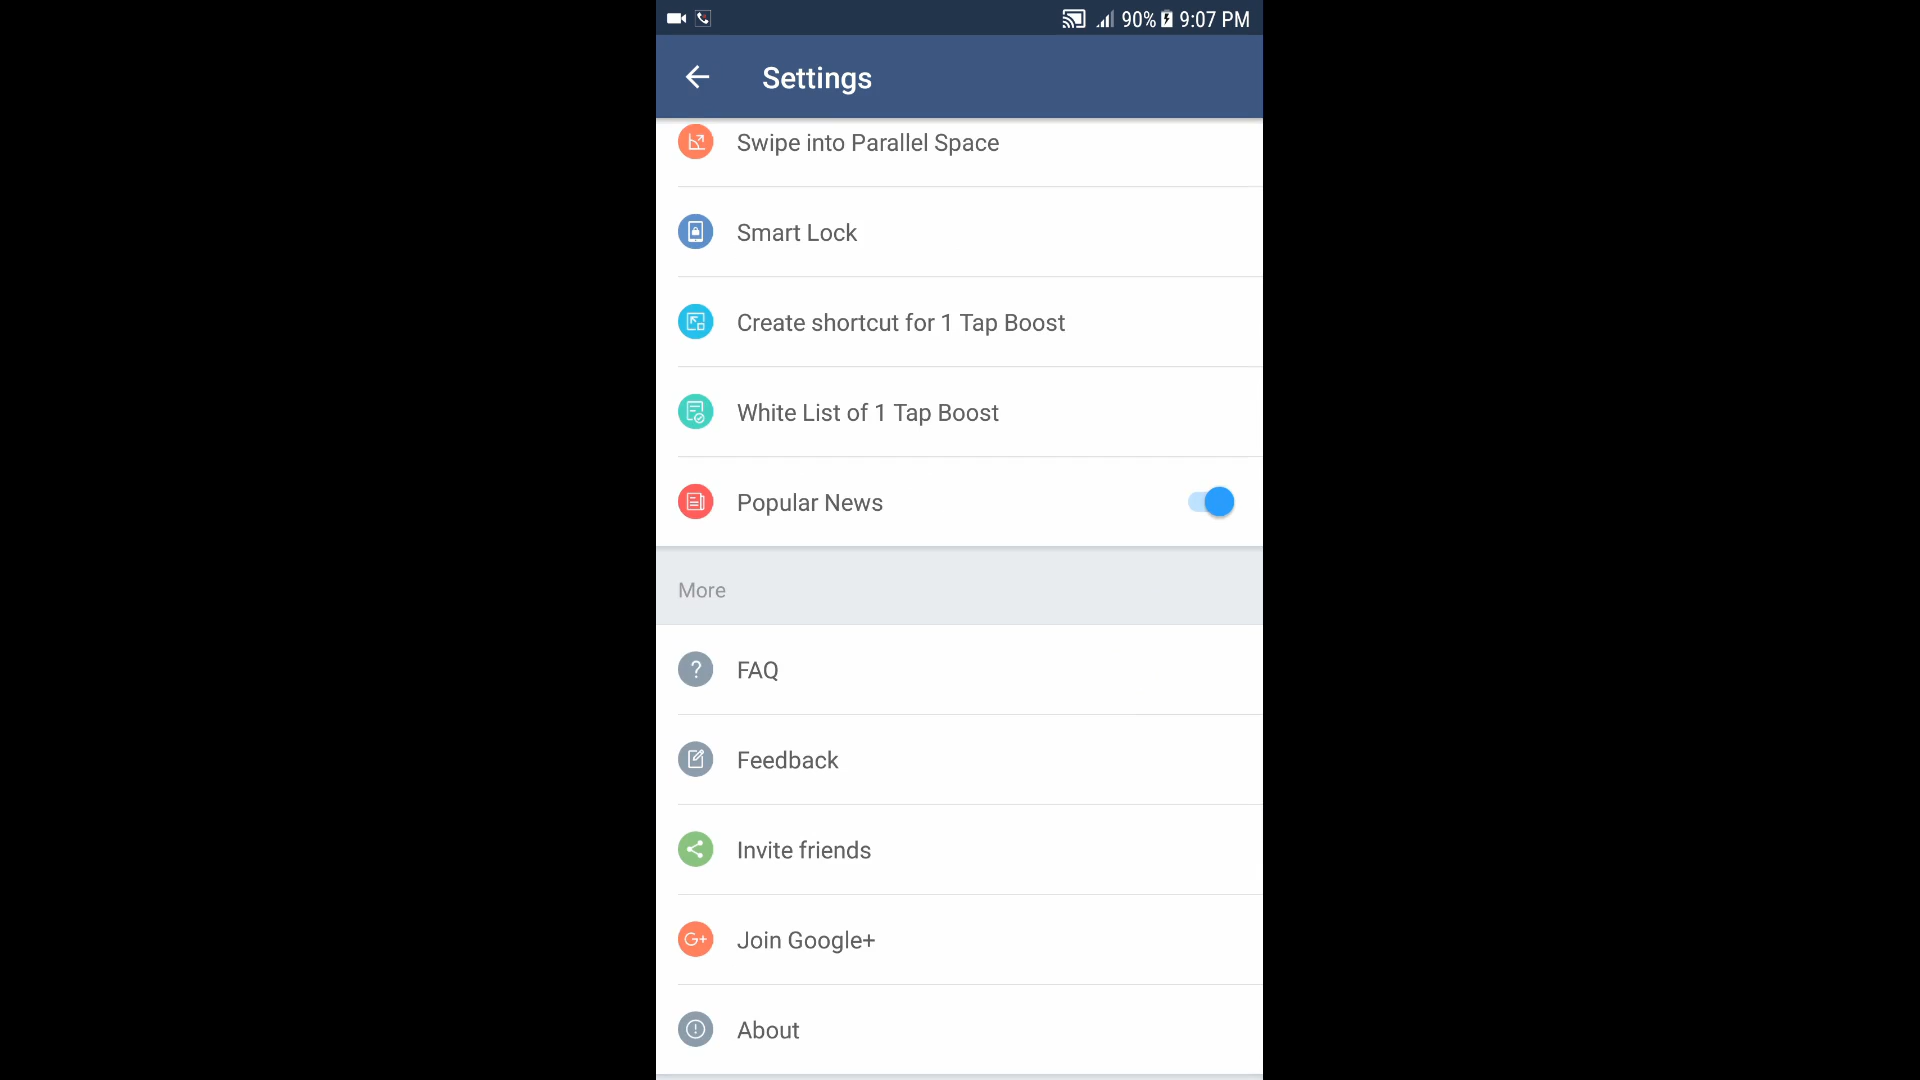 90% 9:07 PM
Settings
Swipe into Parallel Space
Smart Lock
Create shortcut for 1 Tap Boost
White List of 1 Tap Boost
Popular News
More
? FAQ
Feedback
Invite friends
G+ Join Google+
About